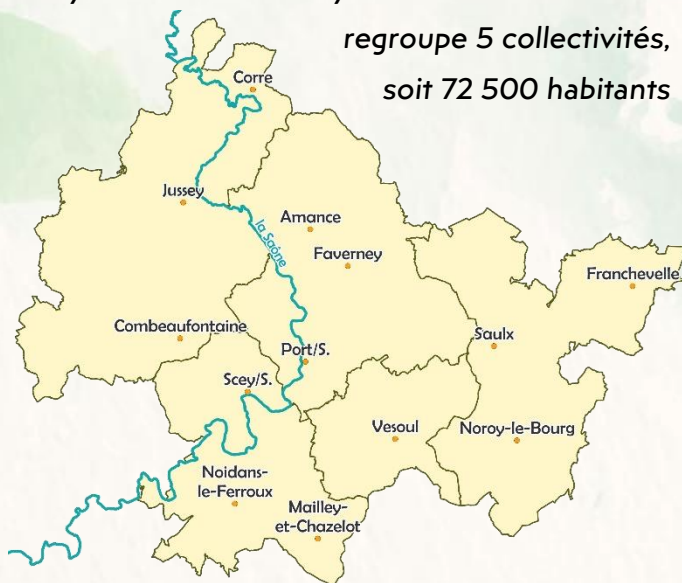 regroupe 5 collectivités,
soit 72 500 habitants
Corre
Jussey
la Saône
Amance
Faverney
Franchevelle
Combeaufontaine
Port/S.
Saulx
Scey/S.
Vesoul
Noroy-le-Bourg
Noidans-
le-Ferroux
Mailley-
et-Chazelot